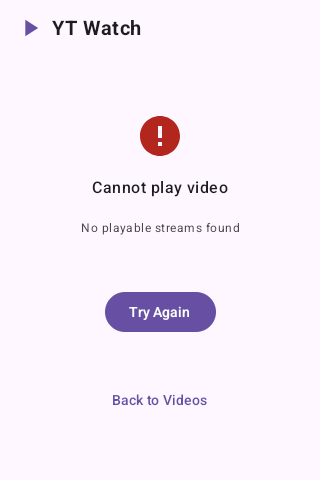 YT Watch
Cannot play video
No playable streams found
Try Again
Back to Videos